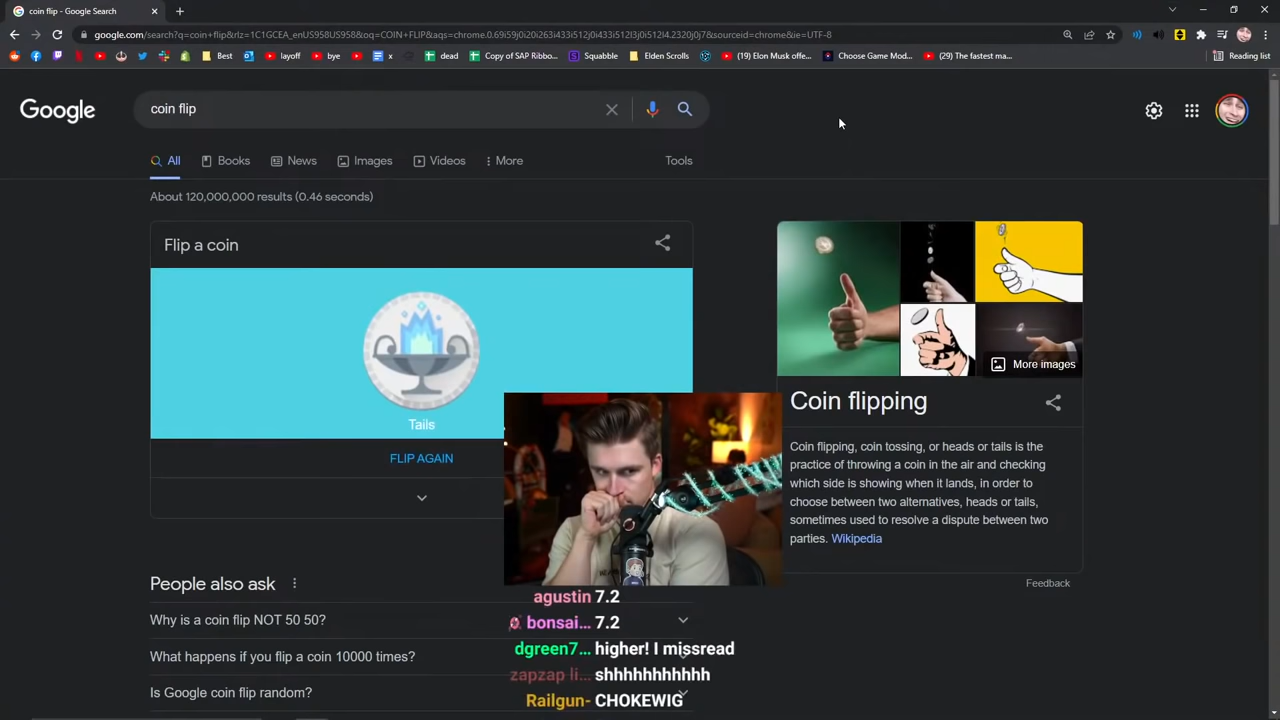 coin flip - Google Search
google.com/search?q=coin+flip&rlz=1C1GCEA_enUS958US958&oq=COIN+FLIP&aqs=chrome.0.69i59j0i20i263i433i512j0i433i512j0i512l4.2320j0j7&sourceid=chrome&ie=UTF-8
Best layoff bye x dead Copy of SAP Ribbo... Squabble Elden Scrolls (19) Elon Musk offe... Choose Game Mod... (29) The fastest ma... Reading list
Google coin flip
All Books News Images Videos More Tools
About 120,000,000 results (0.46 seconds)
Flip a coin
Tails
FLIP AGAIN
More images
Coin flipping
Coin flipping, coin tossing, or heads or tails is the
practice of throwing a coin in the air and checking
which side is showing when it lands, in order to
choose between two alternatives, heads or tails,
sometimes used to resolve a dispute between two
parties. Wikipedia
Feedback
People also ask
Why is a coin flip NOT 50 50?
What happens if you flip a coin 10000 times?
Is Google coin flip random?
agustin 7.2
bonsai... 7.2
dgreen7... higher! I missread
zapzap li... shhhhhhhhhhh
Railgun- CHOKEWIG